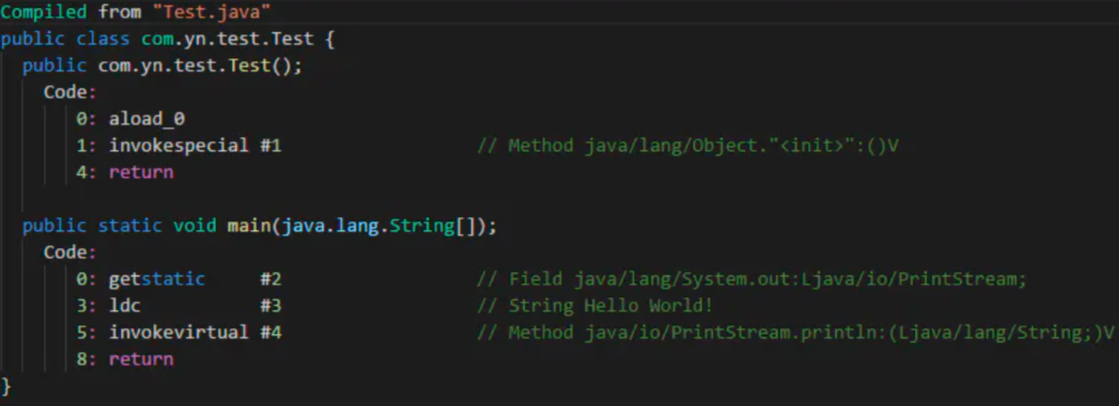 Compiled from "Test.java"
public class com.yn.test.Test {
  public com.yn.test.Test();
    Code:
       0: aload_0
       1: invokespecial #1                  // Method java/lang/Object."<init>":()V
       4: return

  public static void main(java.lang.String[]);
    Code:
       0: getstatic     #2                  // Field java/lang/System.out:Ljava/io/PrintStream;
       3: ldc           #3                  // String Hello World!
       5: invokevirtual #4                  // Method java/io/PrintStream.println:(Ljava/lang/String;)V
       8: return
}